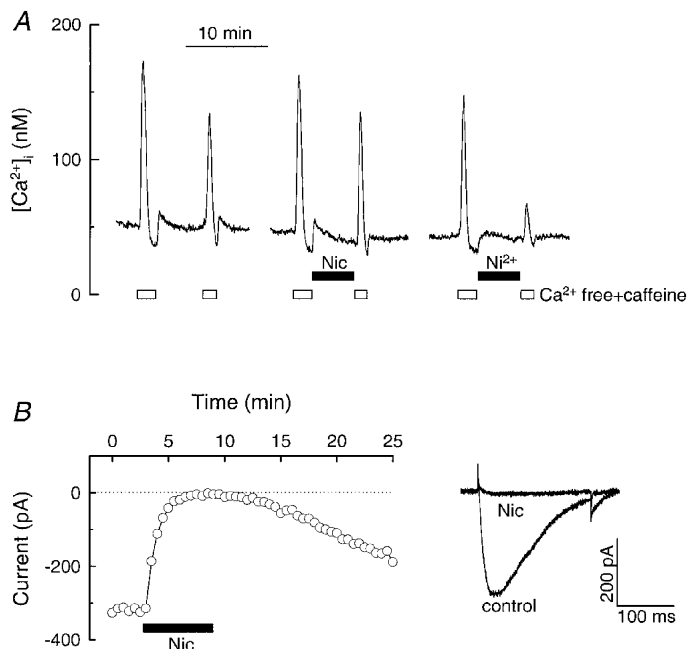 A
200
100
0
[Ca²⁺]ᵢ (nM)
10 min
Nic
Ni²⁺
Ca²⁺ free+caffeine
B
Time (min)
0 5 10 15 20 25
0
-200
-400
Current (pA)
Nic
Nic
control
200 pA
100 ms